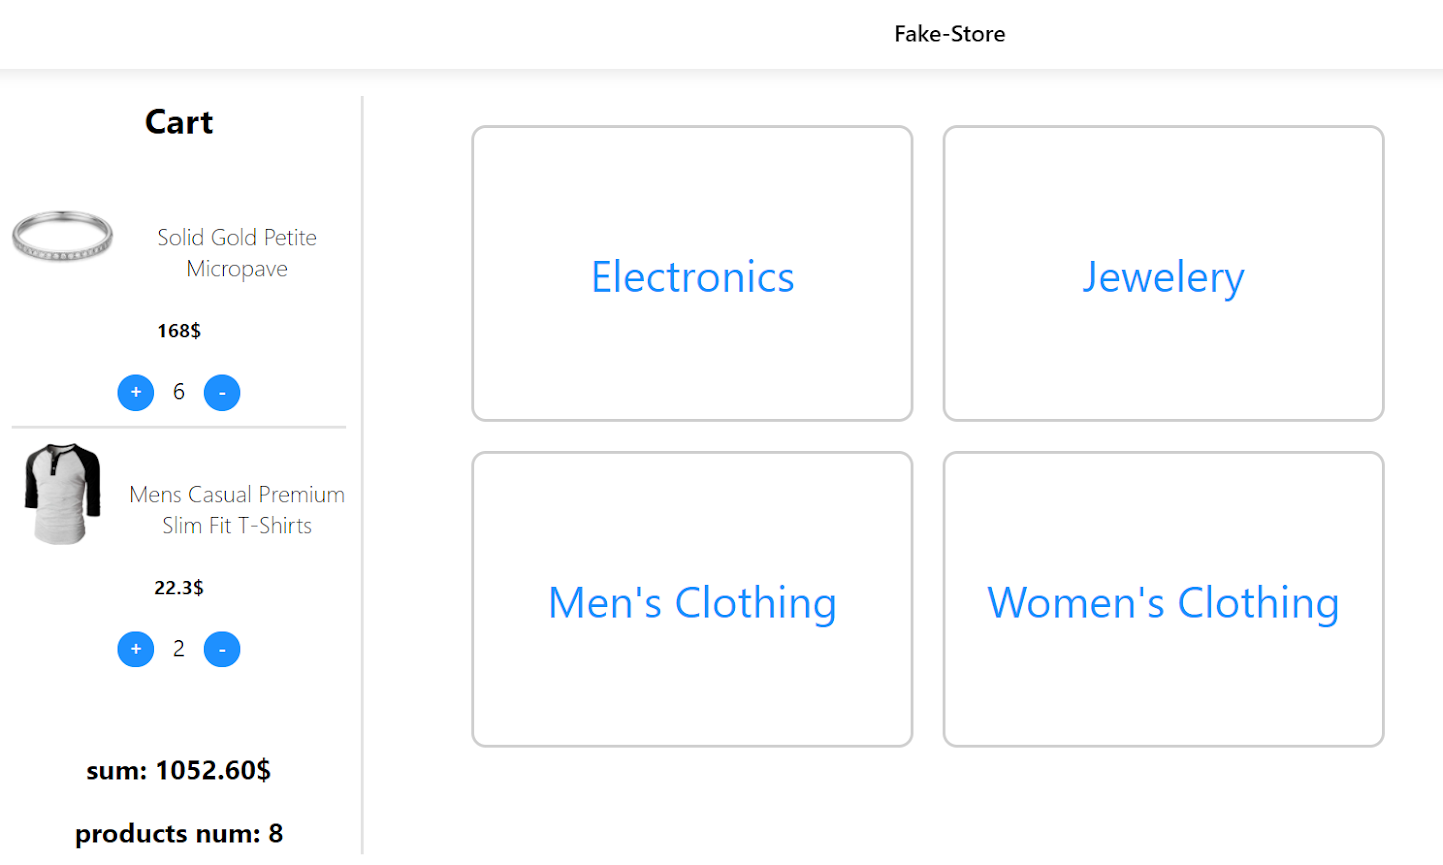 Fake-Store
Cart
Solid Gold Petite
Micropave
168$
+ 6 -
Mens Casual Premium
Slim Fit T-Shirts
22.3$
+ 2 -
sum: 1052.60$
products num: 8
Electronics
Jewelery
Men's Clothing
Women's Clothing